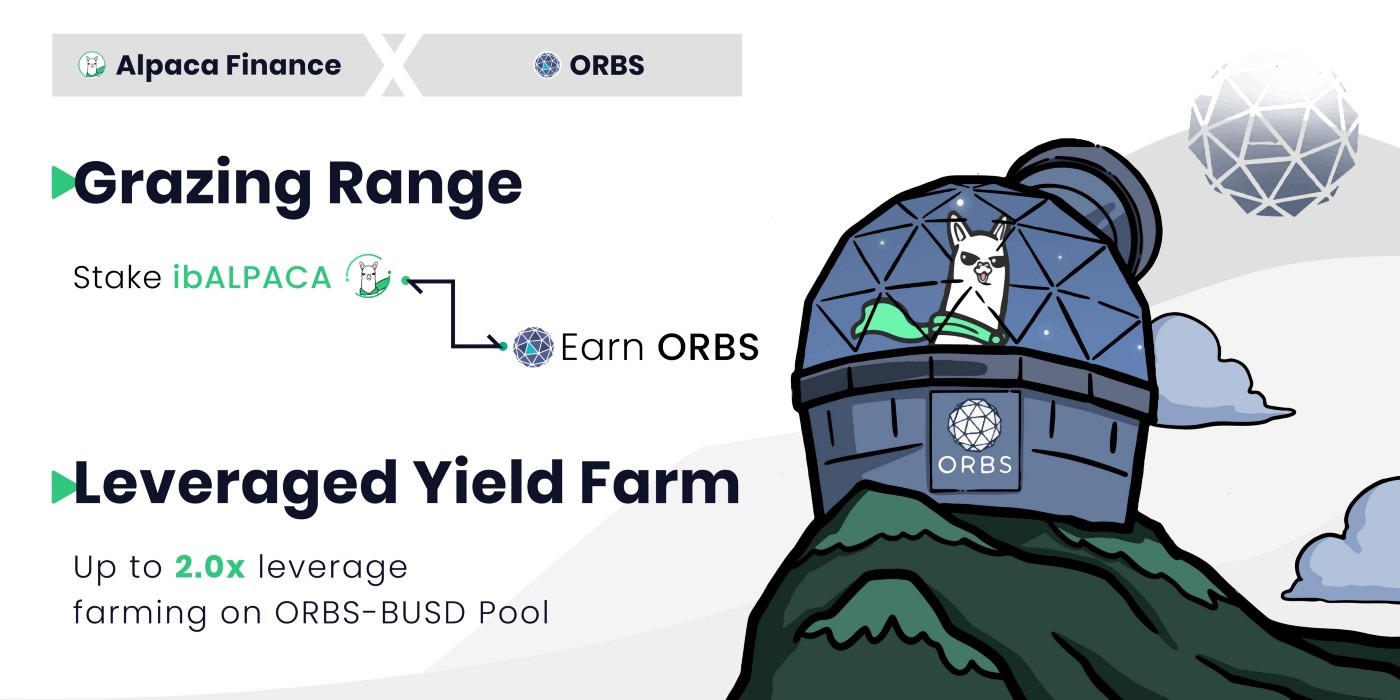 Alpaca Finance X ORBS
Grazing Range
Stake ibALPACA
Earn ORBS
Leveraged Yield Farm
Up to 2.0x leverage
farming on ORBS-BUSD Pool
ORBS